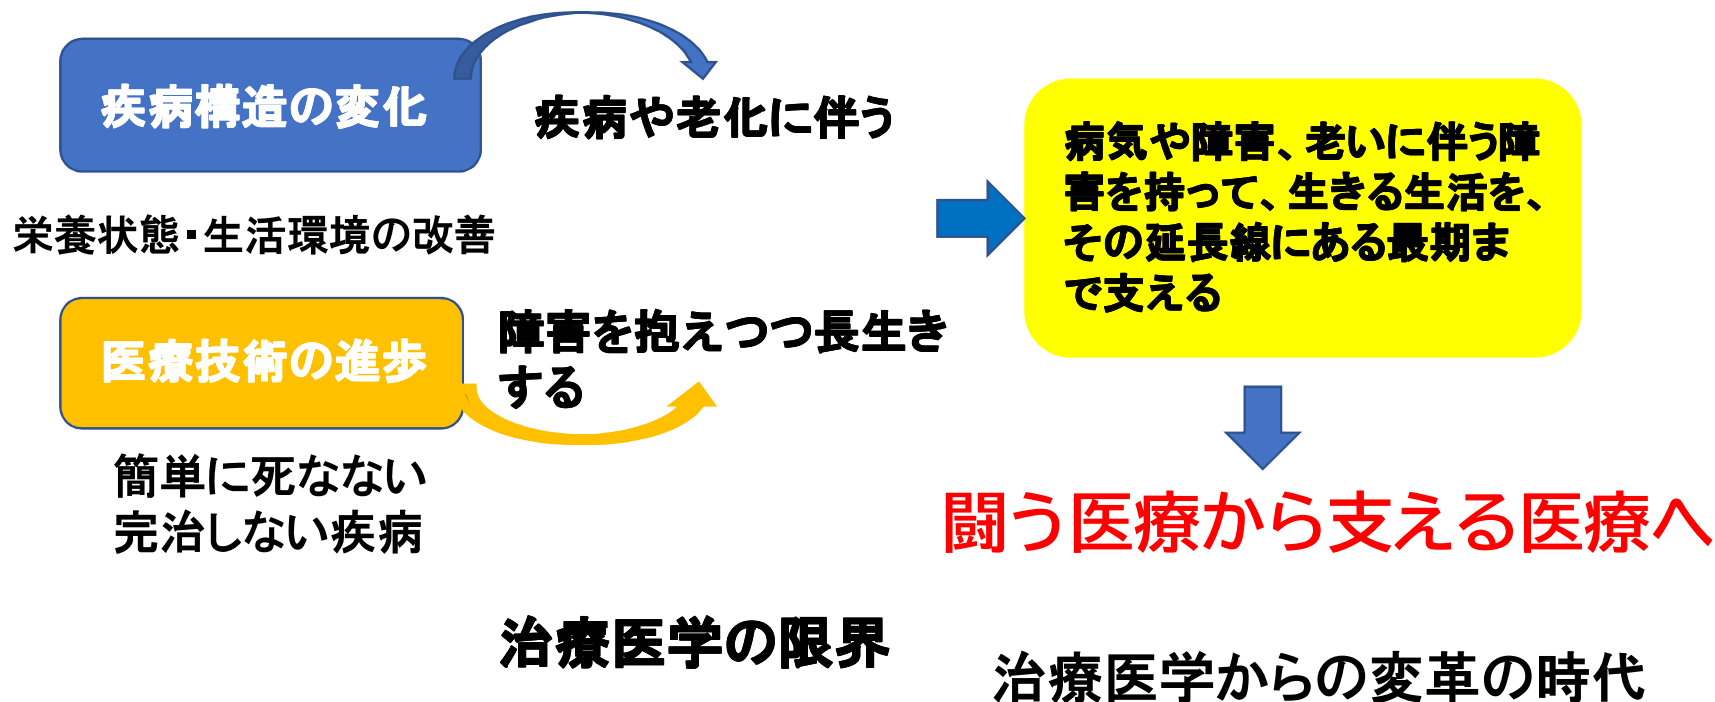 疾病構造の変化
疾病や老化に伴う
栄養状態・生活環境の改善
医療技術の進歩
障害を抱えつつ長生き
する
簡単に死なない
完治しない疾病
病気や障害、老いに伴う障
害を持って、生きる生活を、
その延長線にある最期ま
で支える
闘う医療から支える医療へ
治療医学の限界
治療医学からの変革の時代